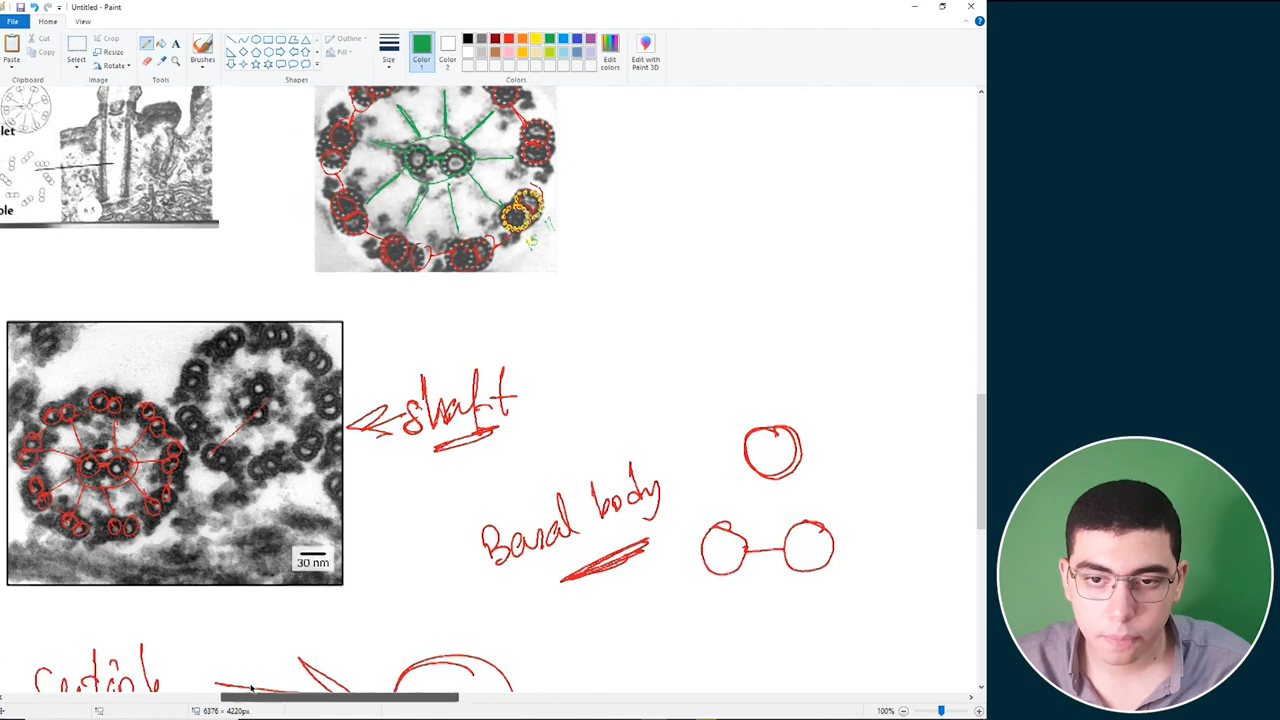 Untitled - Paint
File
Home
View
Paste
Cut
Copy
Clipboard
Select
Crop
Resize
Rotate
Image
A
Tools
Brushes
Shapes
Outline
Fill
Size
Color 1
Color 2
Edit colors
Colors
Edit with Paint 3D
let
ole
65
B
30 nm
shaft
Basal body
6376 × 4220px
100%